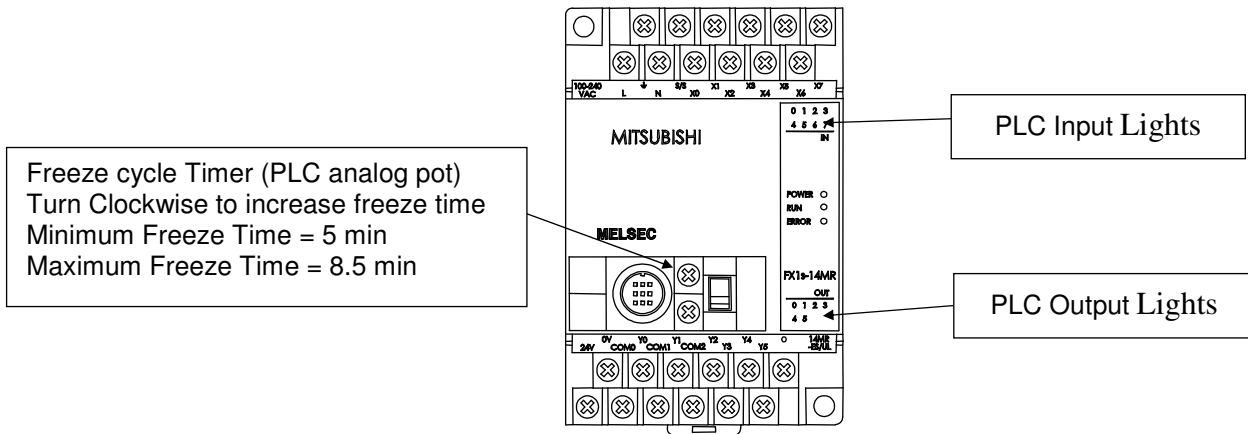 100-240
VAC
L
⏚
N
S/S
X0
X1
X2
X3
X4
X5
X6
X7
0 1 2 3
4 5 6 7
IN
MITSUBISHI
PLC Input Lights
Freeze cycle Timer (PLC analog pot)
Turn Clockwise to increase freeze time
Minimum Freeze Time = 5 min
Maximum Freeze Time = 8.5 min
POWER
RUN
ERROR
MELSEC
FX1s-14MR
OUT
0 1 2 3
4 5
PLC Output Lights
24V
0V
COM0
Y0
COM1
Y1
COM2
Y2
Y3
Y4
Y5
14MR
-ES/UL